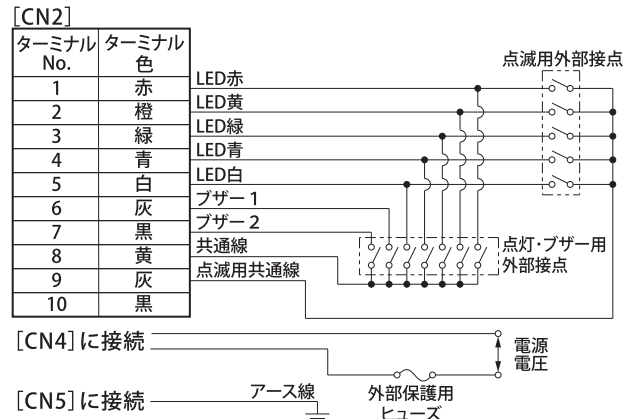 [CN2]
ターミナル No. ターミナル 色
1 赤 LED赤
2 橙 LED黄
3 緑 LED緑
4 青 LED青
5 白 LED白
6 灰 ブザー 1
7 黒 ブザー 2
8 黄 共通線
9 灰 点滅用共通線
10 黒
点滅用外部接点
点灯・ブザー用
外部接点
[CN4]に接続
電源
電圧
外部保護用
ヒューズ
[CN5]に接続 アース線